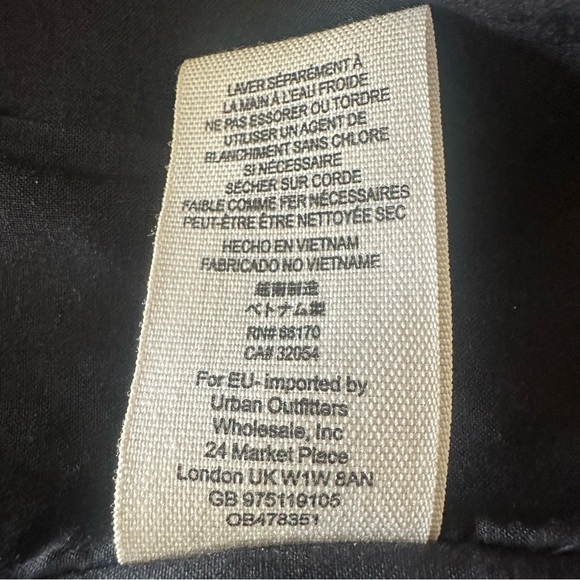 LAVER SÉPARÉMENT À
LA MAIN À L'EAU FROIDE
NE PAS ESSORER OU TORDRE
UTILISER UN AGENT DE
BLANCHIMENT SANS CHLORE
SI NÉCESSAIRE
SÉCHER SUR CORDE
FAIBLE COMME FER NÉCESSAIRES
PEUT-ÊTRE ÊTRE NETTOYÉE SEC
HECHO EN VIETNAM
FABRICADO NO VIETNAME
越南制造
ベトナム製
RN# 66170
CA# 32054
For EU- imported by
Urban Outfitters
Wholesale, Inc
24 Market Place
London UK W1W 8AN
GB 975119105
OB478351